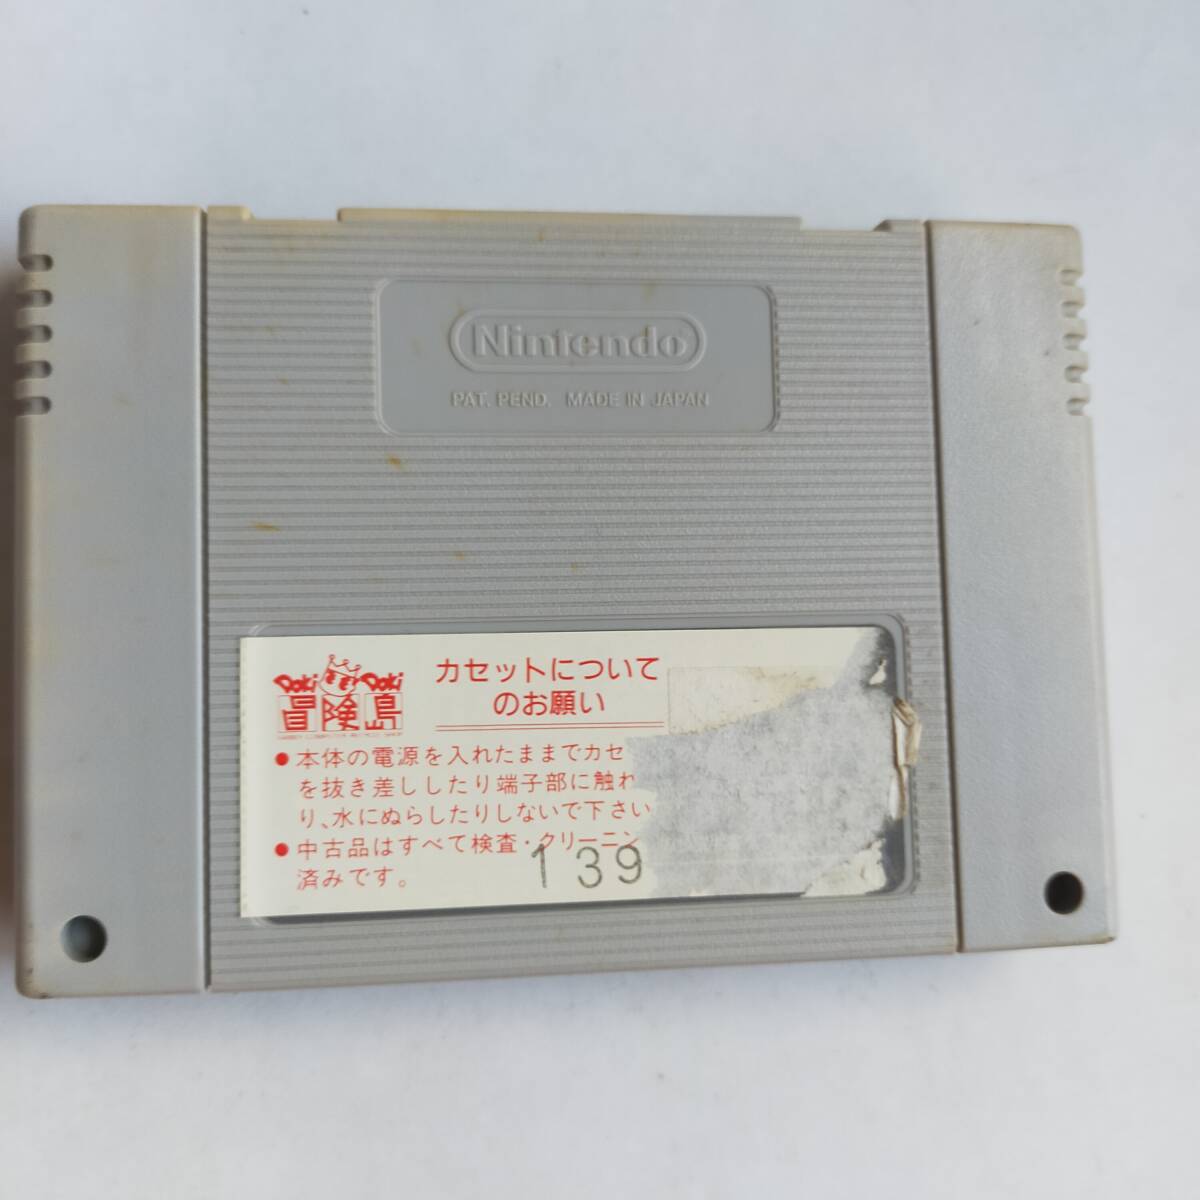 Nintendo
PAT. PEND. MADE IN JAPAN
Doki Doki
冒険島
カセットについて
のお願い
●本体の電源を入れたままでカセ
を抜き差ししたり端子部に触れ
り、水にぬらしたりしないで下さい
●中古品はすべて検査・クリーニン
済みです。
139